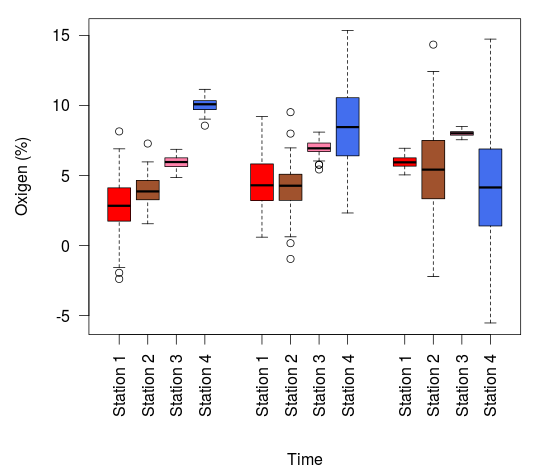 Oxigen (%)
15
10
5
0
-5
Station 1
Station 2
Station 3
Station 4
Station 1
Station 2
Station 3
Station 4
Station 1
Station 2
Station 3
Station 4
Time